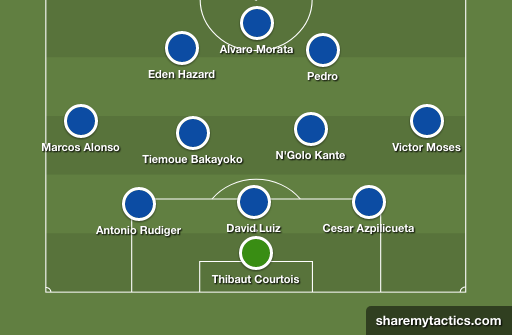 Alvaro Morata
Eden Hazard
Pedro
Marcos Alonso
Tiemoue Bakayoko
N'Golo Kante
Victor Moses
Antonio Rudiger
David Luiz
Cesar Azpilicueta
Thibaut Courtois
sharemytactics.com